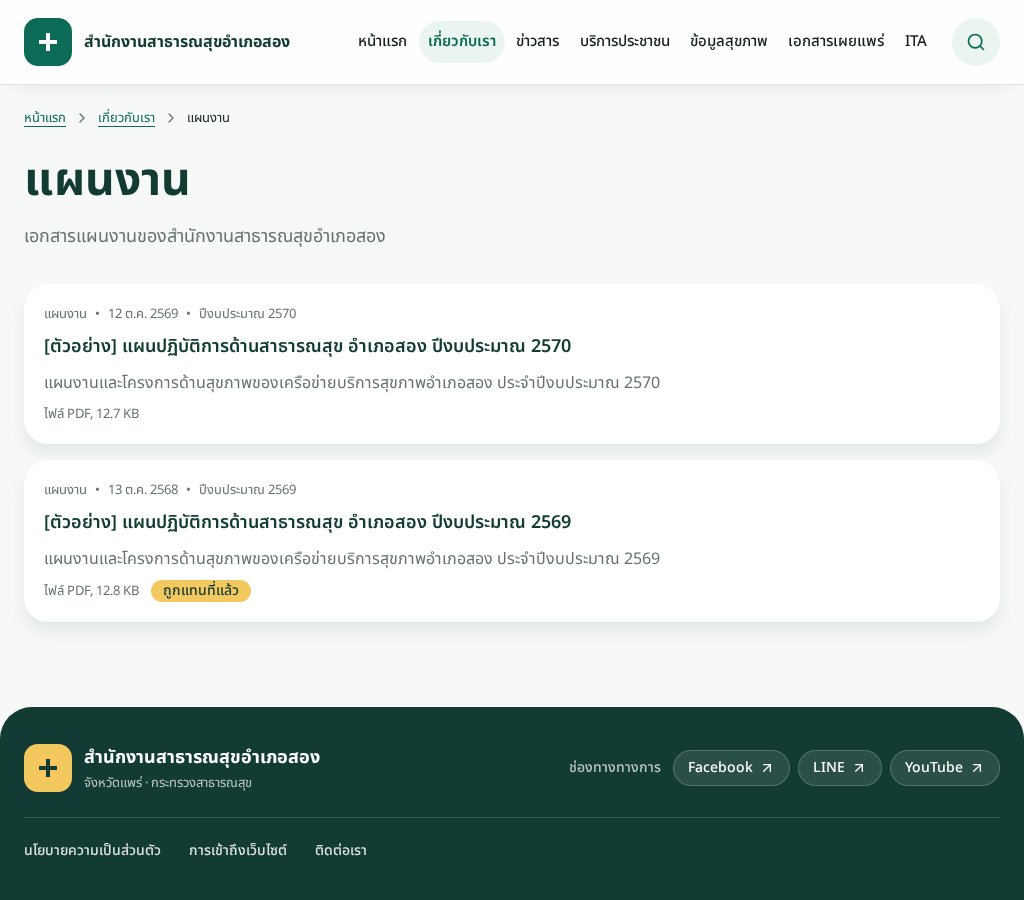 สำนักงานสาธารณสุขอำเภอสอง
หน้าแรก
เกี่ยวกับเรา
ข่าวสาร
บริการประชาชน
ข้อมูลสุขภาพ
เอกสารเผยแพร่
ITA
หน้าแรก > เกี่ยวกับเรา > แผนงาน
แผนงาน
เอกสารแผนงานของสำนักงานสาธารณสุขอำเภอสอง
แผนงาน • 12 ต.ค. 2569 • ปีงบประมาณ 2570
[ตัวอย่าง] แผนปฏิบัติการด้านสาธารณสุข อำเภอสอง ปีงบประมาณ 2570
แผนงานและโครงการด้านสุขภาพของเครือข่ายบริการสุขภาพอำเภอสอง ประจำปีงบประมาณ 2570
ไฟล์ PDF, 12.7 KB
แผนงาน • 13 ต.ค. 2568 • ปีงบประมาณ 2569
[ตัวอย่าง] แผนปฏิบัติการด้านสาธารณสุข อำเภอสอง ปีงบประมาณ 2569
แผนงานและโครงการด้านสุขภาพของเครือข่ายบริการสุขภาพอำเภอสอง ประจำปีงบประมาณ 2569
ไฟล์ PDF, 12.8 KB ถูกแทนที่แล้ว
สำนักงานสาธารณสุขอำเภอสอง
จังหวัดแพร่ · กระทรวงสาธารณสุข
ช่องทางทางการ
Facebook
LINE
YouTube
นโยบายความเป็นส่วนตัว
การเข้าถึงเว็บไซต์
ติดต่อเรา